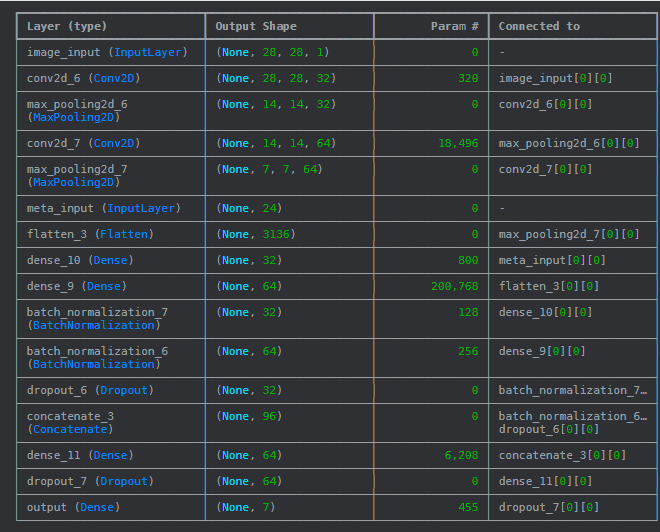 Layer (type) Output Shape Param # Connected to
image_input (InputLayer) (None, 28, 28, 1) 0 -
conv2d_6 (Conv2D) (None, 28, 28, 32) 320 image_input[0][0]
max_pooling2d_6 (None, 14, 14, 32) 0 conv2d_6[0][0]
(MaxPooling2D)
conv2d_7 (Conv2D) (None, 14, 14, 64) 18,496 max_pooling2d_6[0][0]
max_pooling2d_7 (None, 7, 7, 64) 0 conv2d_7[0][0]
(MaxPooling2D)
meta_input (InputLayer) (None, 24) 0 -
flatten_3 (Flatten) (None, 3136) 0 max_pooling2d_7[0][0]
dense_10 (Dense) (None, 32) 800 meta_input[0][0]
dense_9 (Dense) (None, 64) 200,768 flatten_3[0][0]
batch_normalization_7 (None, 32) 128 dense_10[0][0]
(BatchNormalization)
batch_normalization_6 (None, 64) 256 dense_9[0][0]
(BatchNormalization)
dropout_6 (Dropout) (None, 32) 0 batch_normalization_7…
concatenate_3 (None, 96) 0 batch_normalization_6…
(Concatenate) dropout_6[0][0]
dense_11 (Dense) (None, 64) 6,208 concatenate_3[0][0]
dropout_7 (Dropout) (None, 64) 0 dense_11[0][0]
output (Dense) (None, 7) 455 dropout_7[0][0]